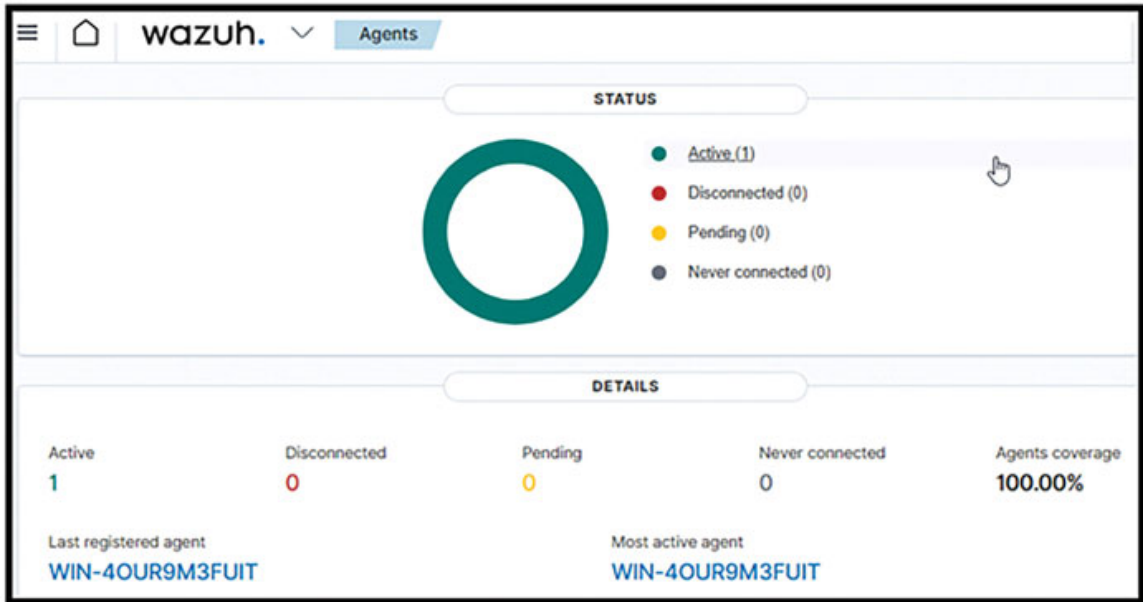 wazuh. Agents
STATUS
Active (1)
Disconnected (0)
Pending (0)
Never connected (0)
DETAILS
Active Disconnected Pending Never connected Agents coverage
1 0 0 0 100.00%
Last registered agent Most active agent
WIN-4OUR9M3FUIT WIN-4OUR9M3FUIT